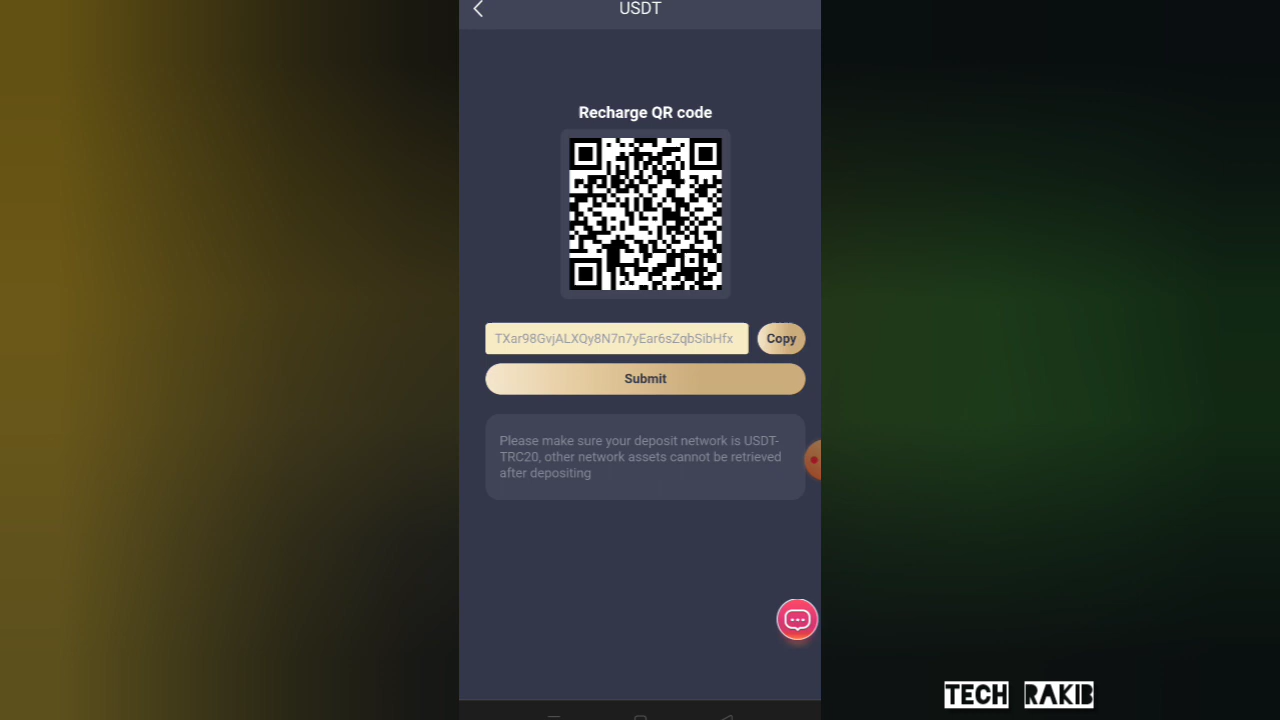 USDT
Recharge QR code
TXar98GvjALXQy8N7n7yEar6sZqbSibHfx
Copy
Submit
Please make sure your deposit network is USDT-
TRC20, other network assets cannot be retrieved
after depositing
TECH RAKIB